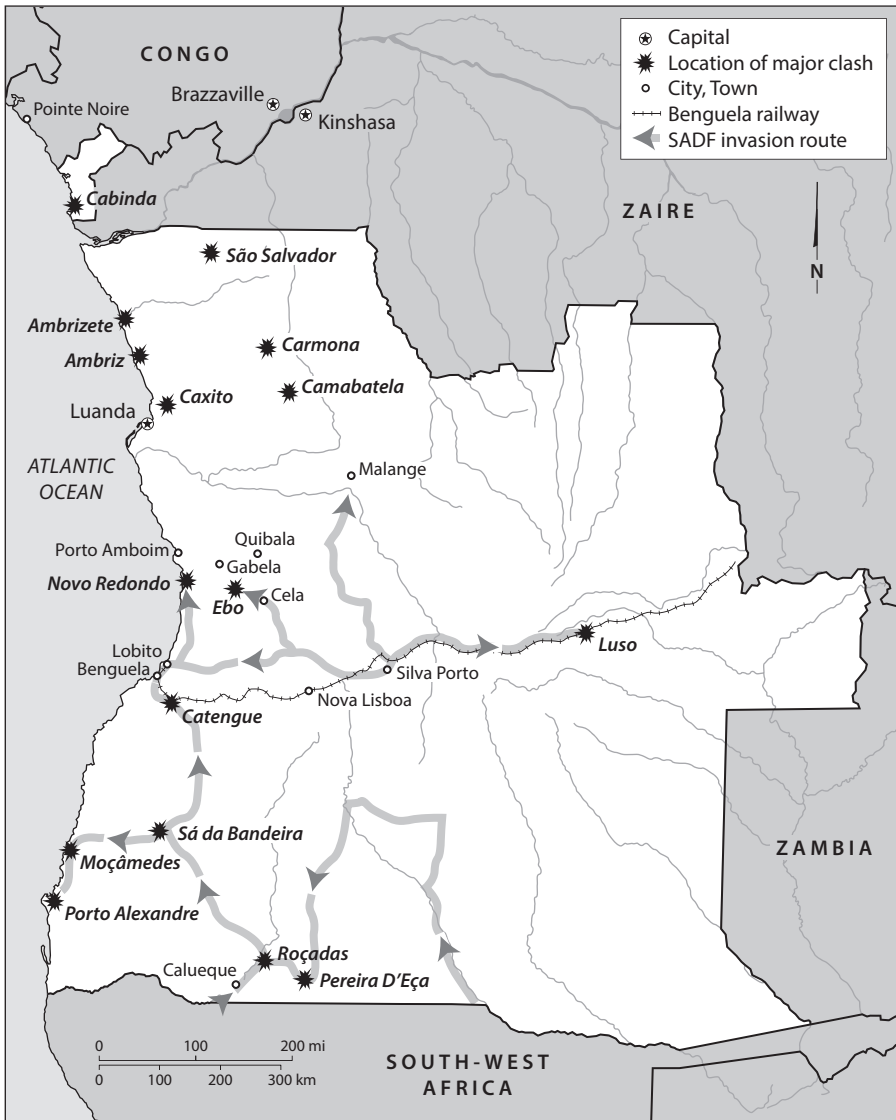 CONGO
Capital
Location of major clash
City, Town
Benguela railway
SADF invasion route
Brazzaville
Kinshasa
Pointe Noire
Cabinda
ZAIRE
N
São Salvador
Ambrizete
Carmona
Ambriz
Camabatela
Caxito
Luanda
ATLANTIC
OCEAN
Malange
Quibala
Porto Amboim
Gabela
Novo Redondo
Ebo
Cela
Luso
Lobito
Benguela
Silva Porto
Nova Lisboa
Catengue
Sá da Bandeira
ZAMBIA
Moçâmedes
Porto Alexandre
Roçadas
Calueque
Pereira D'Eça
0 100 200 mi
0 100 200 300 km
SOUTH-WEST
AFRICA